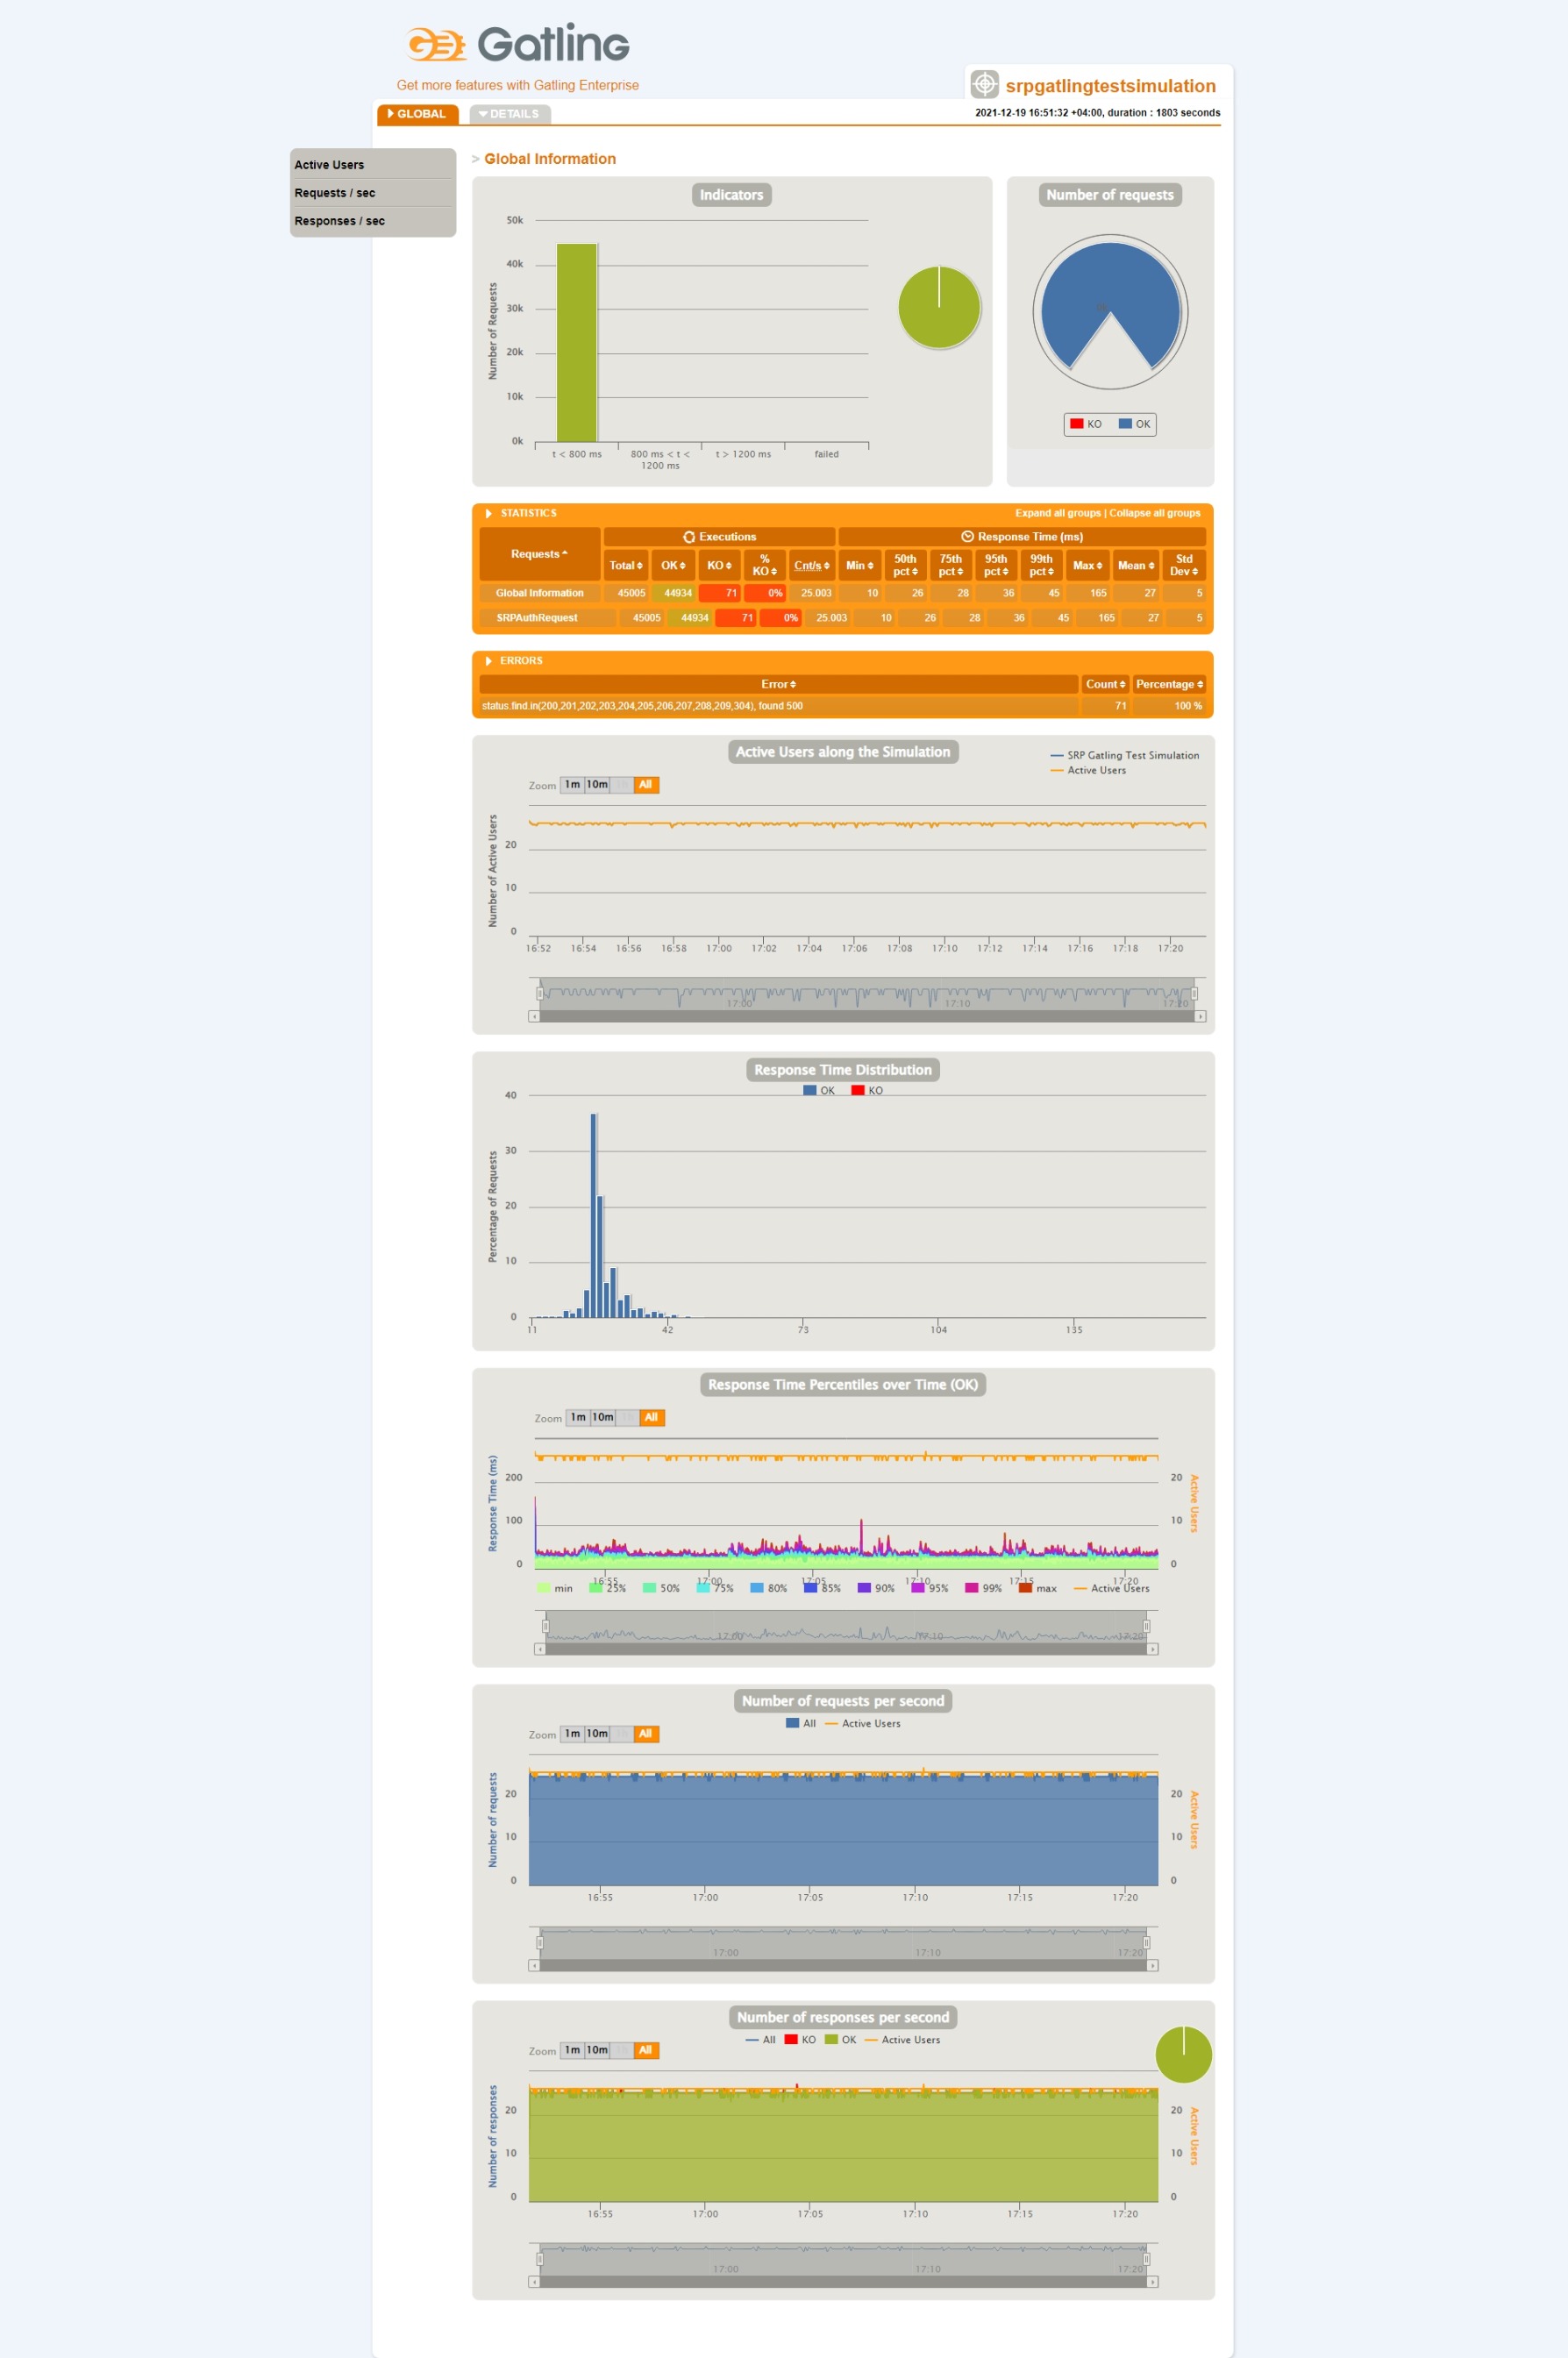 Gatling
Get more features with Gatling Enterprise
srpgatlingtestsimulation
GLOBAL
DETAILS
2021-12-19 16:51:32 +04:00, duration : 1803 seconds
Active Users
Requests / sec
Responses / sec
> Global Information
Indicators
Number of Requests
50k
40k
30k
20k
10k
0k
t < 800 ms
800 ms < t < 1200 ms
t > 1200 ms
failed
Number of requests
KO OK
STATISTICS
Expand all groups | Collapse all groups
Requests
Executions
Response Time (ms)
Total OK KO % KO Cnt/s Min 50th pct 75th pct 95th pct 99th pct Max Mean Std Dev
Global Information 45005 44934 71 0% 25.003 10 26 28 36 45 165 27 5
SRPAuthRequest 45005 44934 71 0% 25.003 10 26 28 36 45 165 27 5
ERRORS
Error Count Percentage
status.find.in(200,201,202,203,204,205,206,207,208,209,304), found 500 71 100 %
Active Users along the Simulation
SRP Gatling Test Simulation
Active Users
Zoom 1m 10m All
Number of Active Users
20
10
0
16:52 16:54 16:56 16:58 17:00 17:02 17:04 17:06 17:08 17:10 17:12 17:14 17:16 17:18 17:20
17:00 17:10 17:20
Response Time Distribution
OK KO
Percentage of Requests
40
30
20
10
0
11 42 73 104 135
Response Time Percentiles over Time (OK)
Zoom 1m 10m All
Response Time (ms)
Active Users
200 20
100 10
0 0
16:55 17:00 17:05 17:10 17:15 17:20
min 25% 50% 75% 80% 85% 90% 95% 99% max Active Users
17:00 17:10 17:20
Number of requests per second
All Active Users
Zoom 1m 10m All
Number of requests
Active Users
20 20
10 10
0 0
16:55 17:00 17:05 17:10 17:15 17:20
17:00 17:10 17:20
Number of responses per second
All KO OK Active Users
Zoom 1m 10m All
Number of responses
Active Users
20 20
10 10
0 0
16:55 17:00 17:05 17:10 17:15 17:20
17:00 17:10 17:20